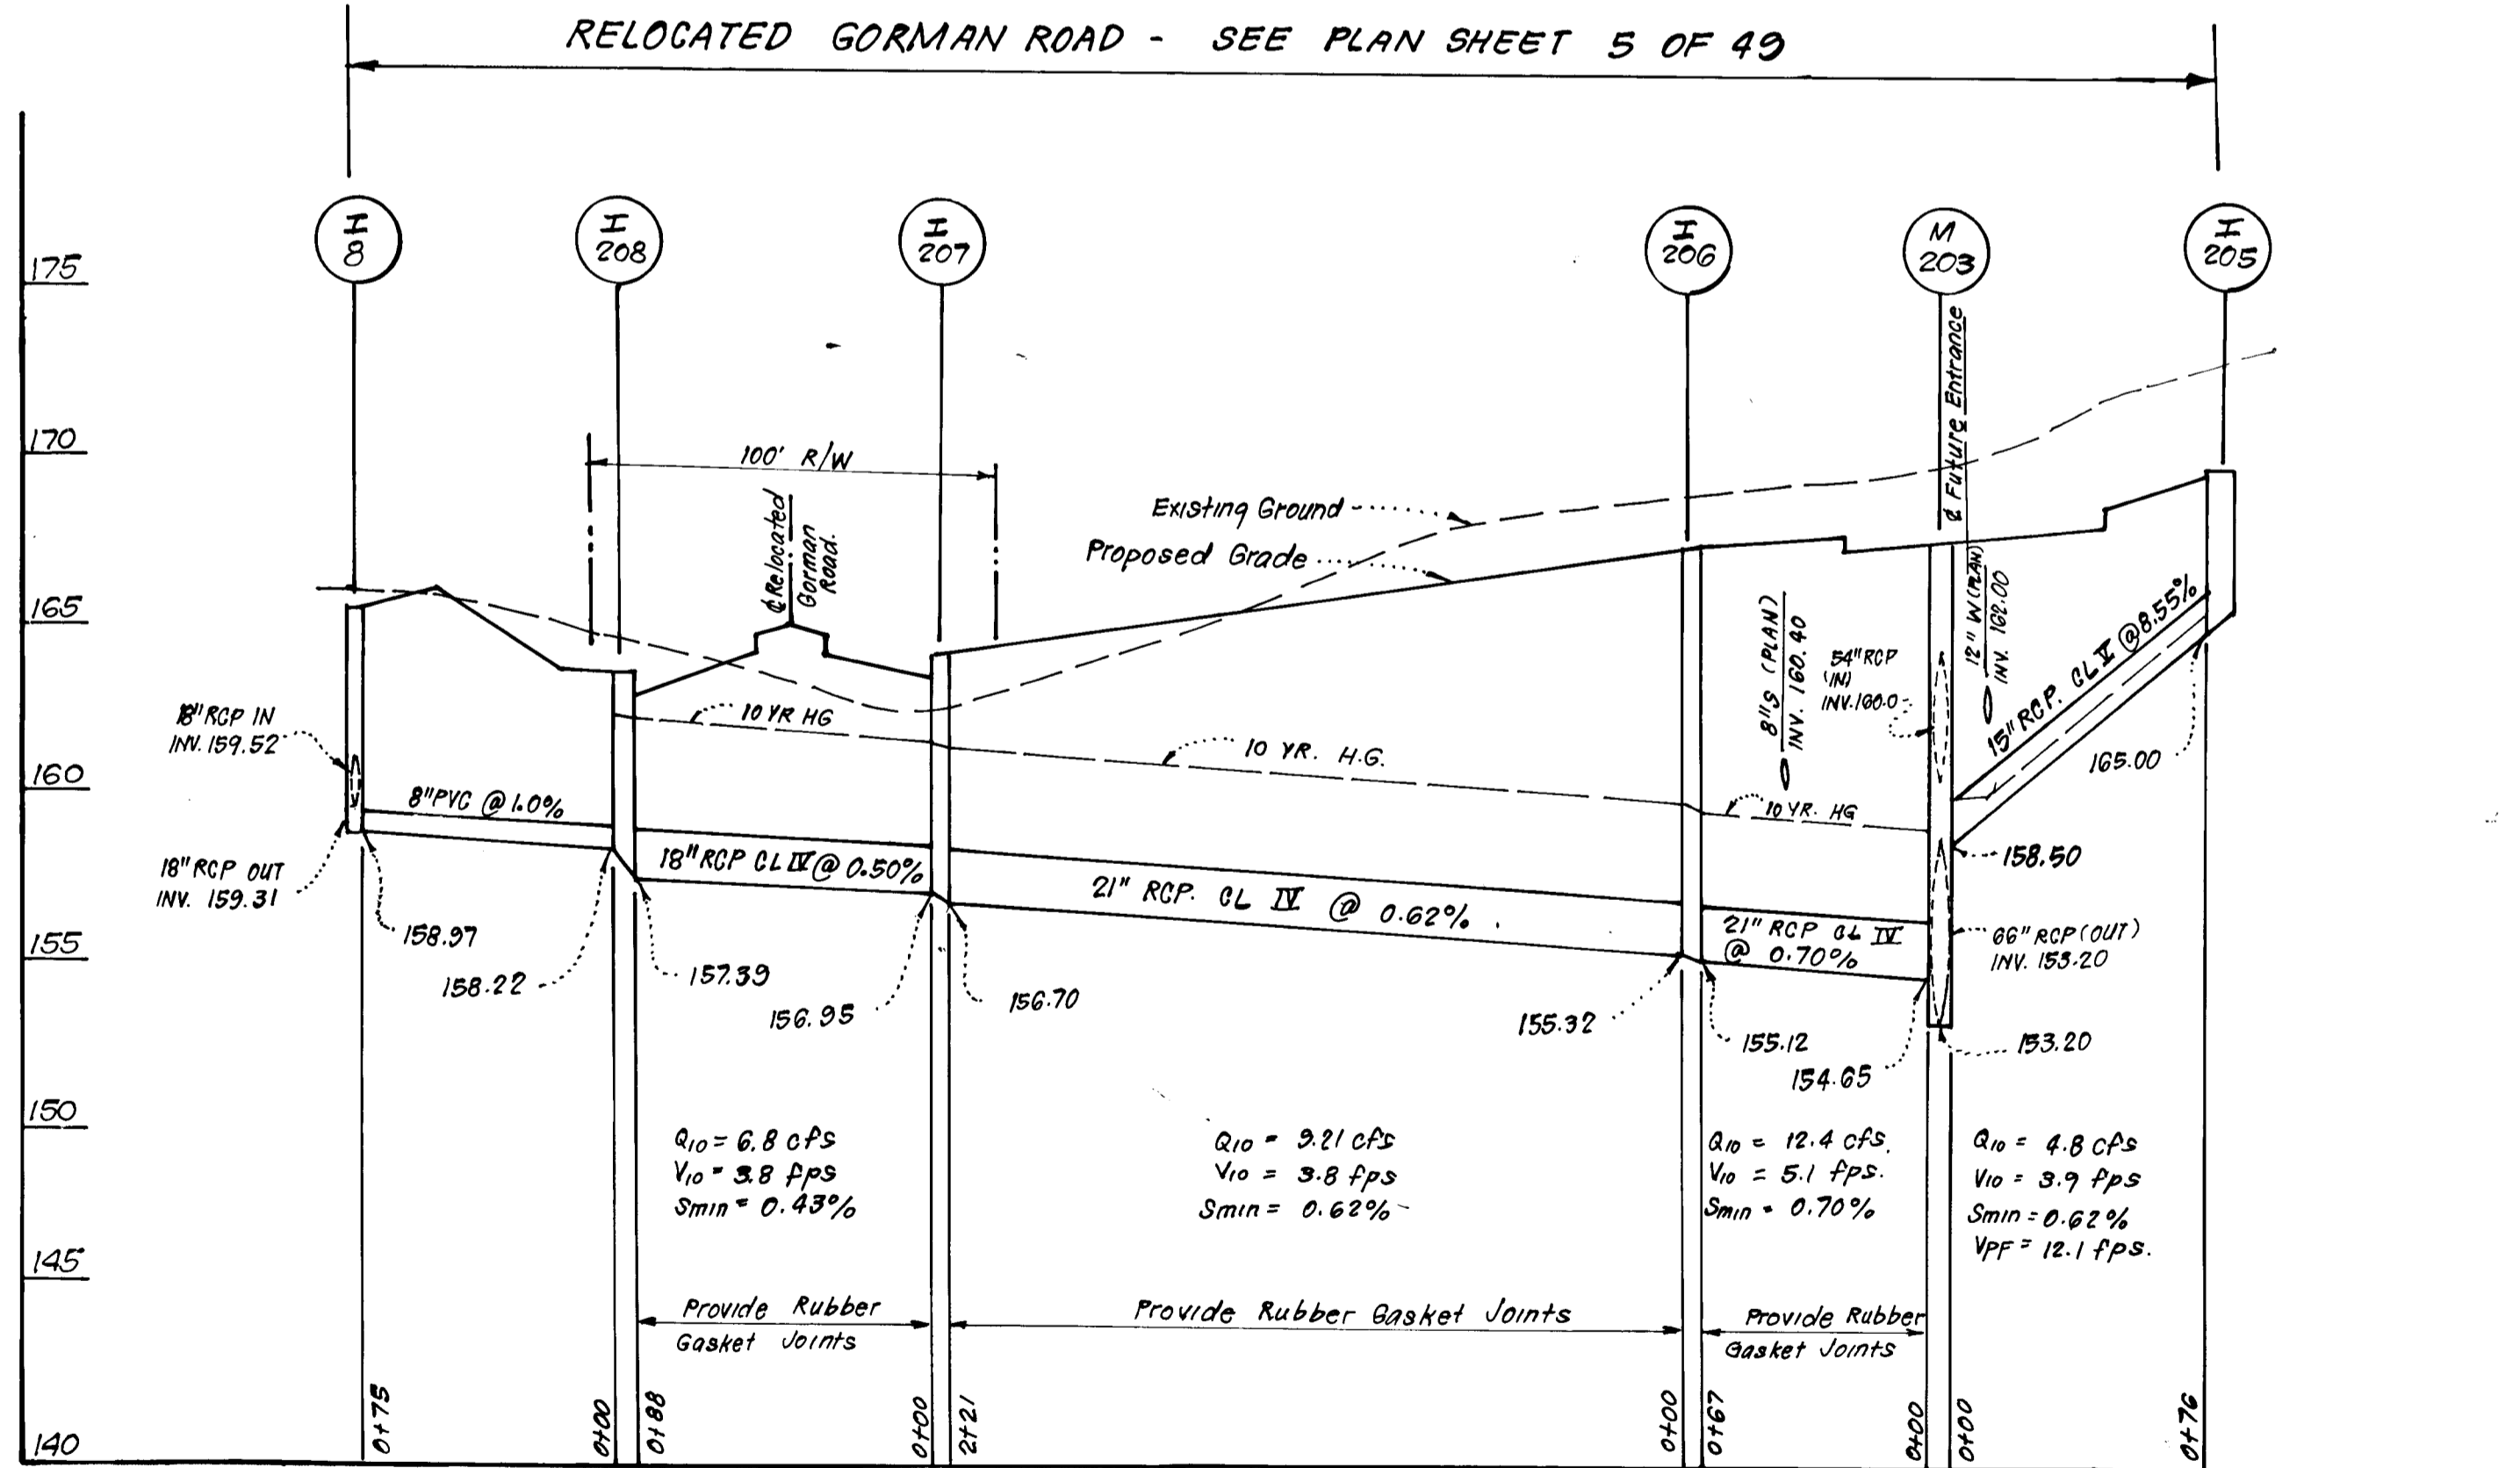 RELOCATED GORMAN ROAD - SEE PLAN SHEET 5 OF 49
I
8
I
208
I
207
I
206
M
203
I
205
175
170
165
160
155
150
145
140
100' R/W
℄ Relocated
Gorman
Road.
Existing Ground
Proposed Grade
℄ Future Entrance
12" W (PLAN)
INV. 162.00
8"S (PLAN)
INV. 160.40
54" RCP
(IN)
INV. 160.0
15" RCP. CL V @ 8.55%
165.00
18" RCP IN
INV. 159.52
10 YR HG
10 YR. H.G.
10 YR. HG
8" PVC @ 1.0%
18" RCP OUT
INV. 159.31
18" RCP CL IV @ 0.50%
21" RCP. CL IV @ 0.62%
21" RCP CL IV
@ 0.70%
158.50
66" RCP (OUT)
INV. 153.20
158.97
158.22
157.39
156.95
156.70
155.32
155.12
154.65
153.20
Q10 = 6.8 cfs
V10 = 3.8 fps
Smin = 0.43%
Q10 = 9.21 cfs
V10 = 3.8 fps
Smin = 0.62%
Q10 = 12.4 cfs.
V10 = 5.1 fps.
Smin = 0.70%
Q10 = 4.8 cfs
V10 = 3.9 fps
Smin = 0.62%
VPF = 12.1 fps.
Provide Rubber
Gasket Joints
Provide Rubber Gasket Joints
Provide Rubber
Gasket Joints
0+75
0+00
0+88
0+00
2+21
0+00
0+67
0+00
0+00
0+76